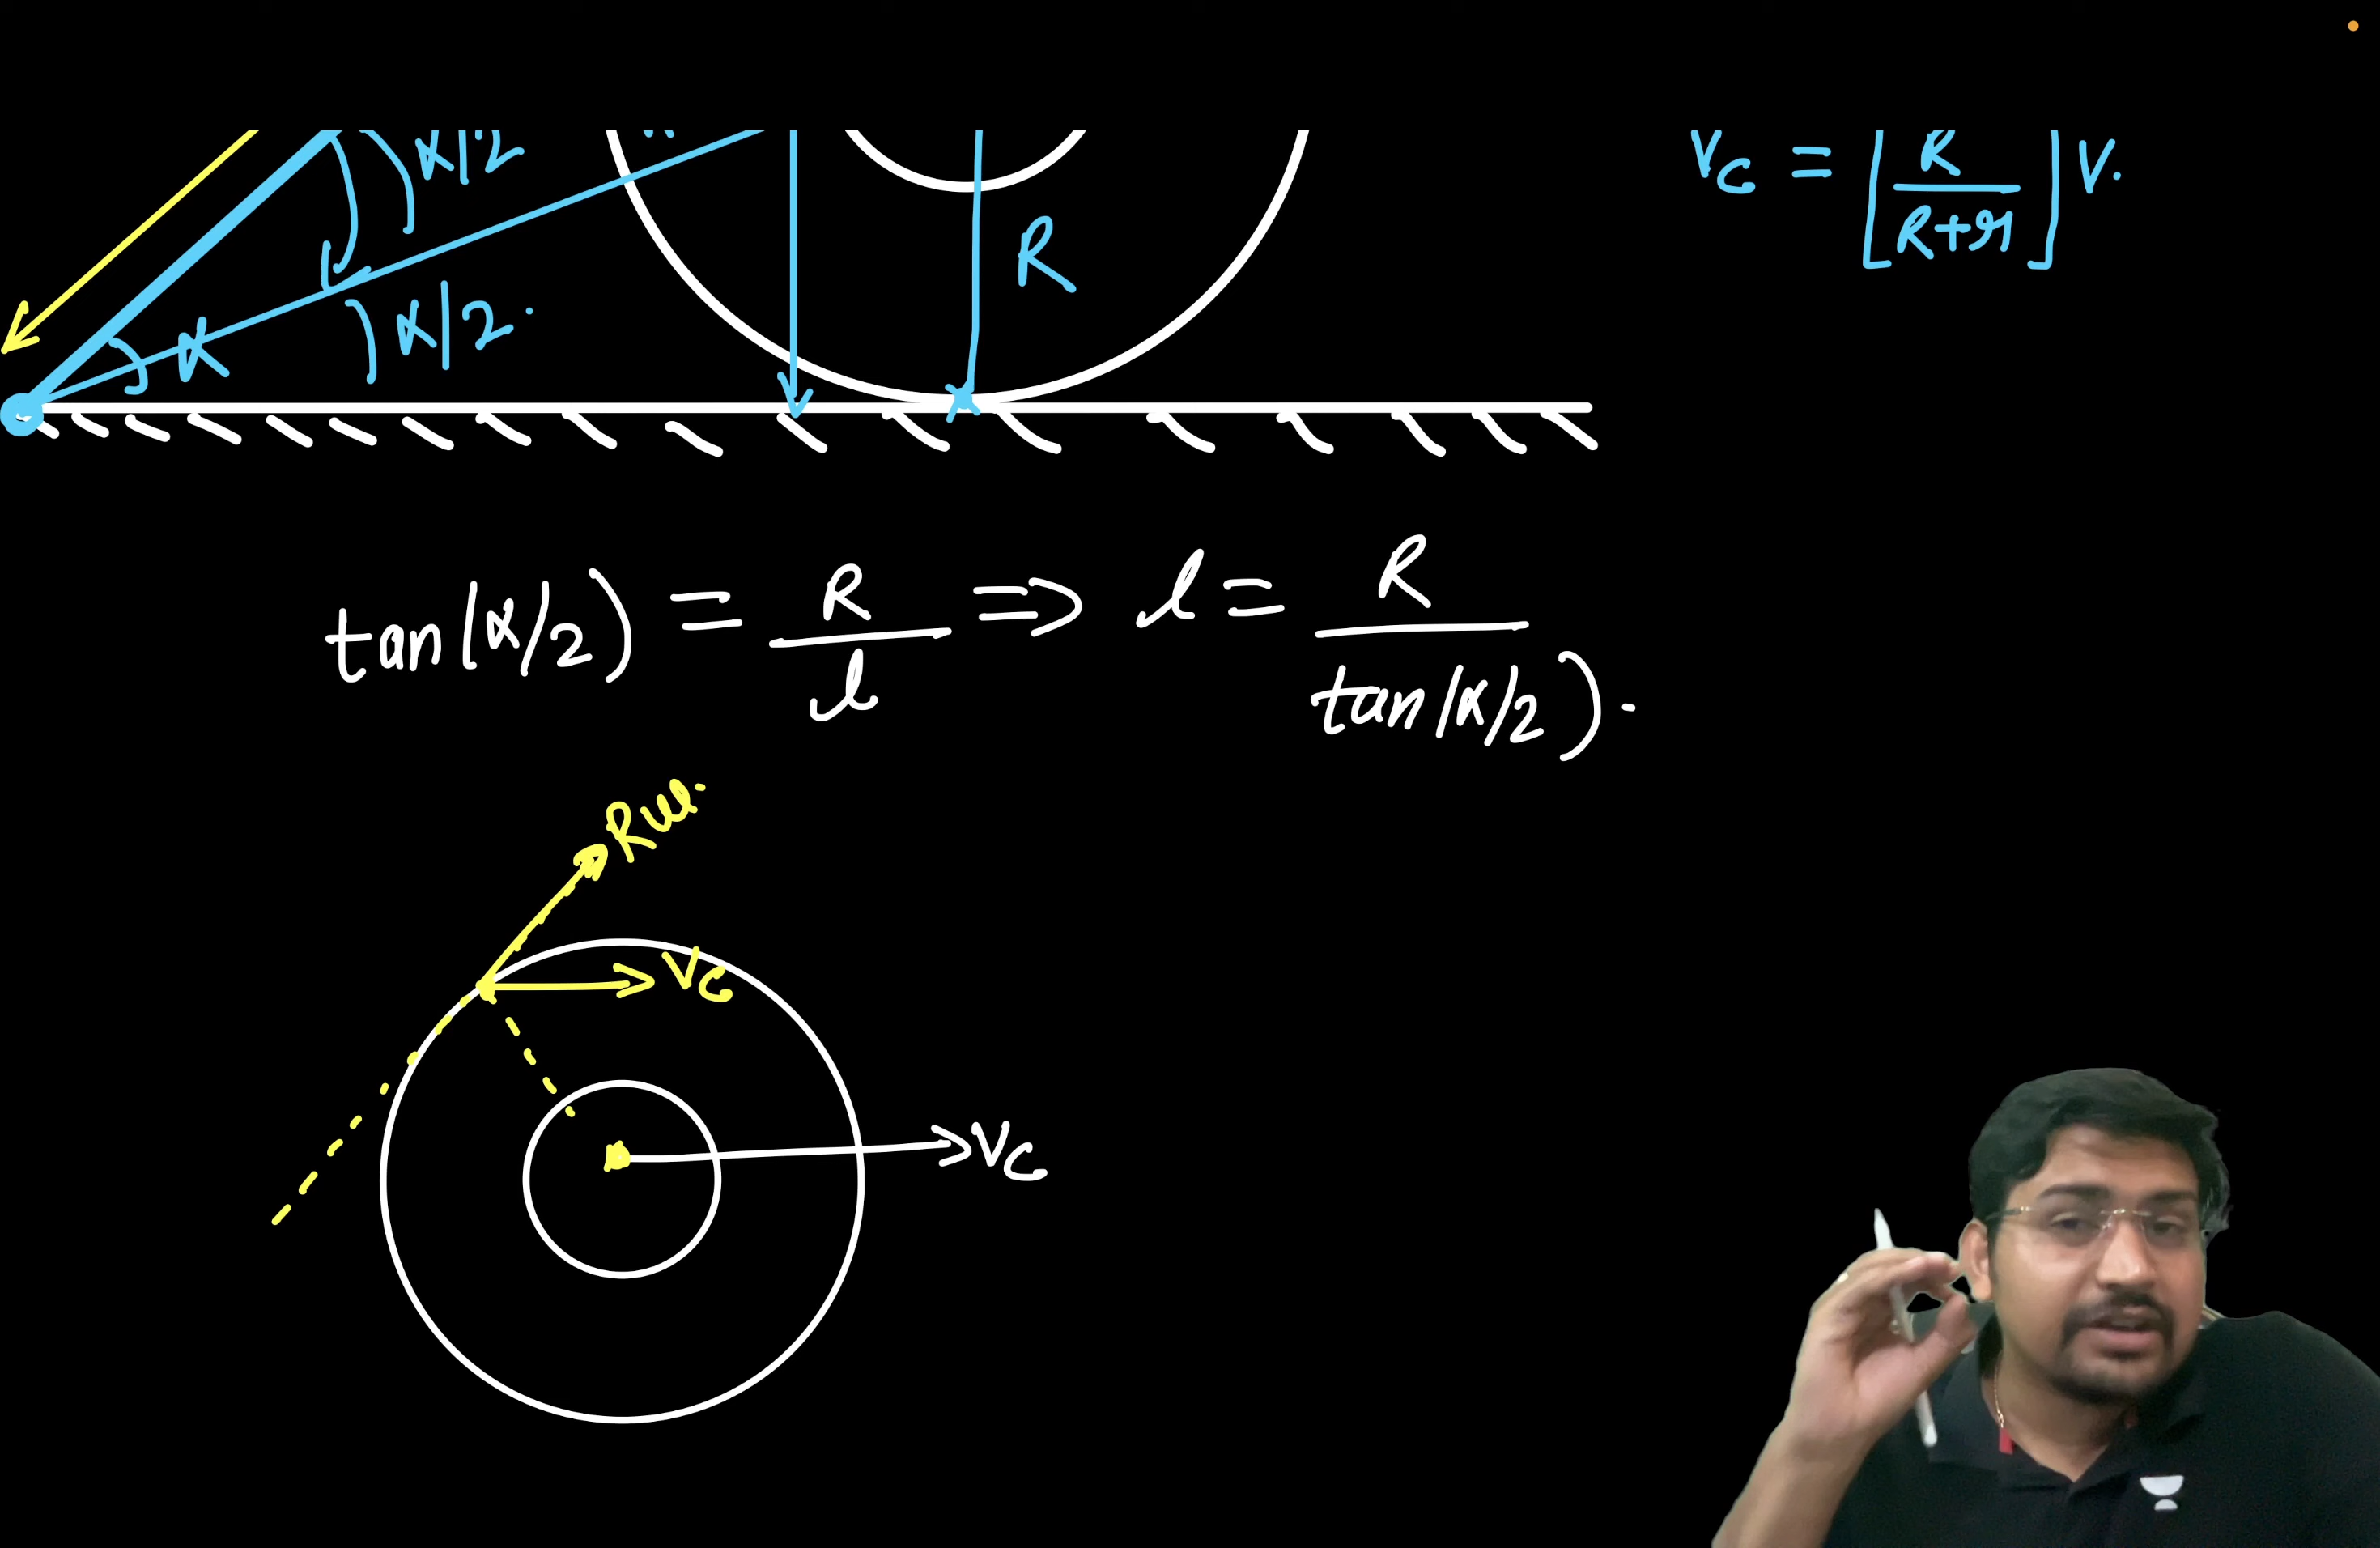 α/2
V_C = [R/(R+r)] V.
R
α/2.
α
tan(α/2) = R/l ⇒ l = R/tan(α/2).
Rω.
V_C
V_C